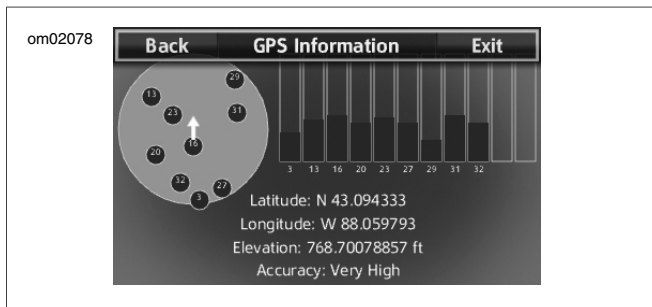 om02078
Back GPS Information Exit
29
13
31
23
16
20
32
27
3
3 13 16 20 23 27 29 31 32
Latitude: N 43.094333
Longitude: W 88.059793
Elevation: 768.70078857 ft
Accuracy: Very High